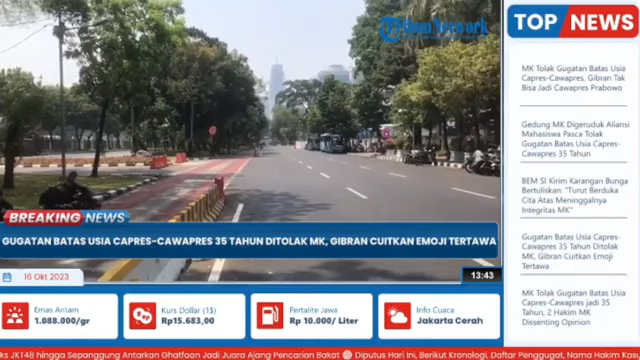 Tribun Network
TOP NEWS
MK Tolak Gugatan Batas Usia
Capres-Cawapres, Gibran Tak
Bisa Jadi Cawapres Prabowo
Gedung MK Digeruduk Aliansi
Mahasiswa Pasca Tolak
Gugatan Batas Usia Capres-
Cawapres 35 Tahun
BEM SI Kirim Karangan Bunga
Bertuliskan: "Turut Berduka
Cita Atas Meninggalnya
Integritas MK"
Gugatan Batas Usia Capres-
Cawapres 35 Tahun Ditolak
MK, Gibran Cuitkan Emoji
Tertawa
MK Tolak Gugatan Batas Usia
Capres-Cawapres jadi 35
Tahun, 2 Hakim MK
Dissenting Opinion
BREAKING NEWS
GUGATAN BATAS USIA CAPRES-CAWAPRES 35 TAHUN DITOLAK MK, GIBRAN CUITKAN EMOJI TERTAWA
16 Okt 2023
13:43
Emas Antam
1.088.000/gr
Kurs Dollar (1$)
Rp15.683,00
Pertalite Jawa
Rp 10.000/ Liter
Info Cuaca
Jakarta Cerah
ks JK148 hingga Sepanggung Antarkan Ghatfaan Jadi Juara Ajang Pencarian Bakat Diputus Hari Ini, Berikut Kronologi, Daftar Penggugat, Nama Hakim Kons